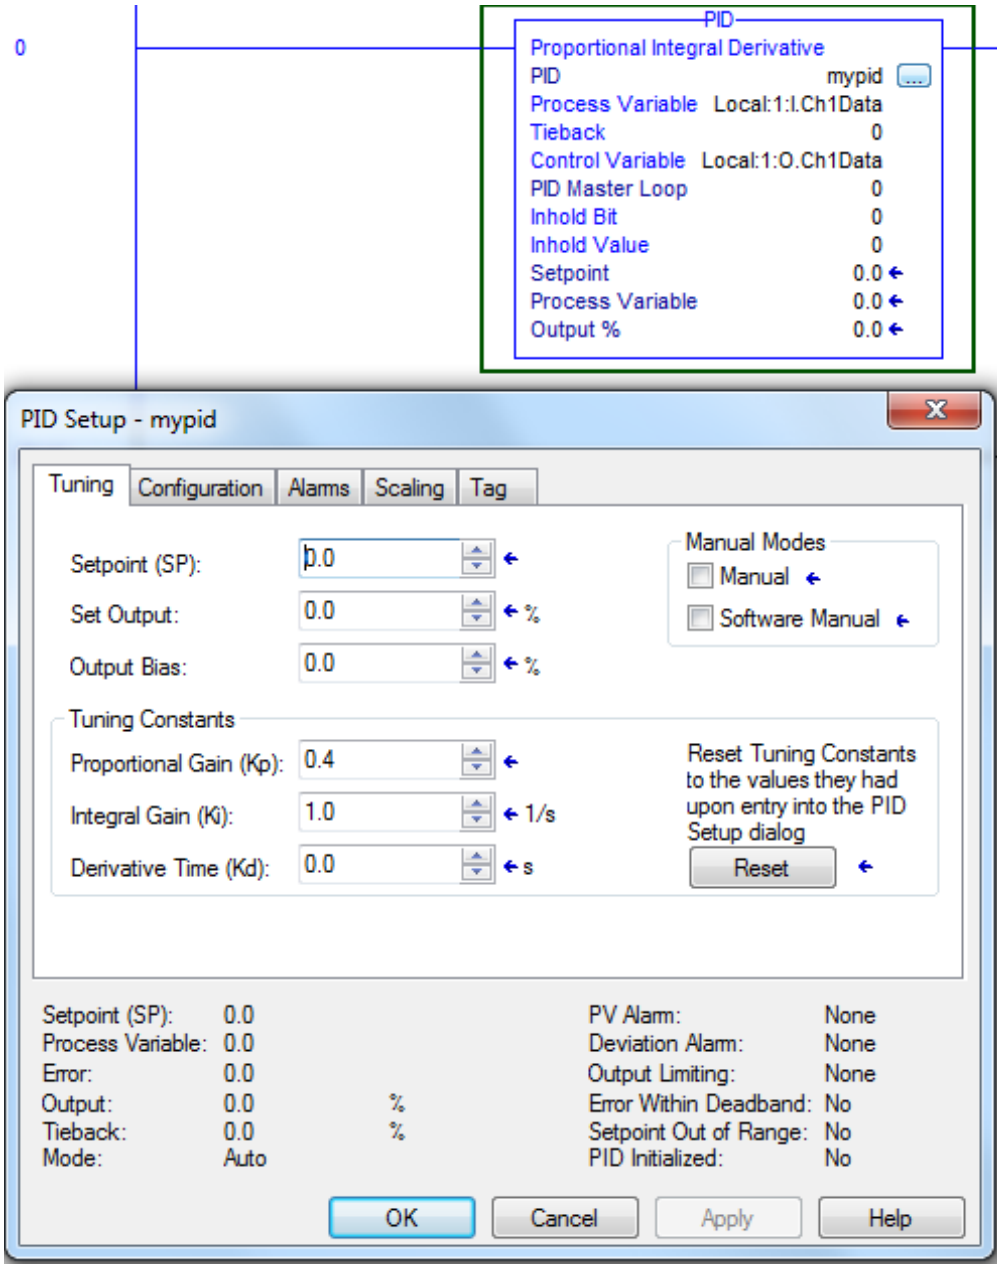 PID
0
Proportional Integral Derivative
PID mypid ...
Process Variable Local:1:I.Ch1Data
Tieback 0
Control Variable Local:1:O.Ch1Data
PID Master Loop 0
Inhold Bit 0
Inhold Value 0
Setpoint 0.0
Process Variable 0.0
Output % 0.0
PID Setup - mypid
Tuning Configuration Alarms Scaling Tag
Setpoint (SP): 0.0
Set Output: 0.0 %
Output Bias: 0.0 %
Manual Modes
Manual
Software Manual
Tuning Constants
Proportional Gain (Kp): 0.4
Integral Gain (Ki): 1.0 1/s
Derivative Time (Kd): 0.0 s
Reset Tuning Constants
to the values they had
upon entry into the PID
Setup dialog
Reset
Setpoint (SP): 0.0
Process Variable: 0.0
Error: 0.0
Output: 0.0 %
Tieback: 0.0 %
Mode: Auto
PV Alarm: None
Deviation Alarm: None
Output Limiting: None
Error Within Deadband: No
Setpoint Out of Range: No
PID Initialized: No
OK Cancel Apply Help